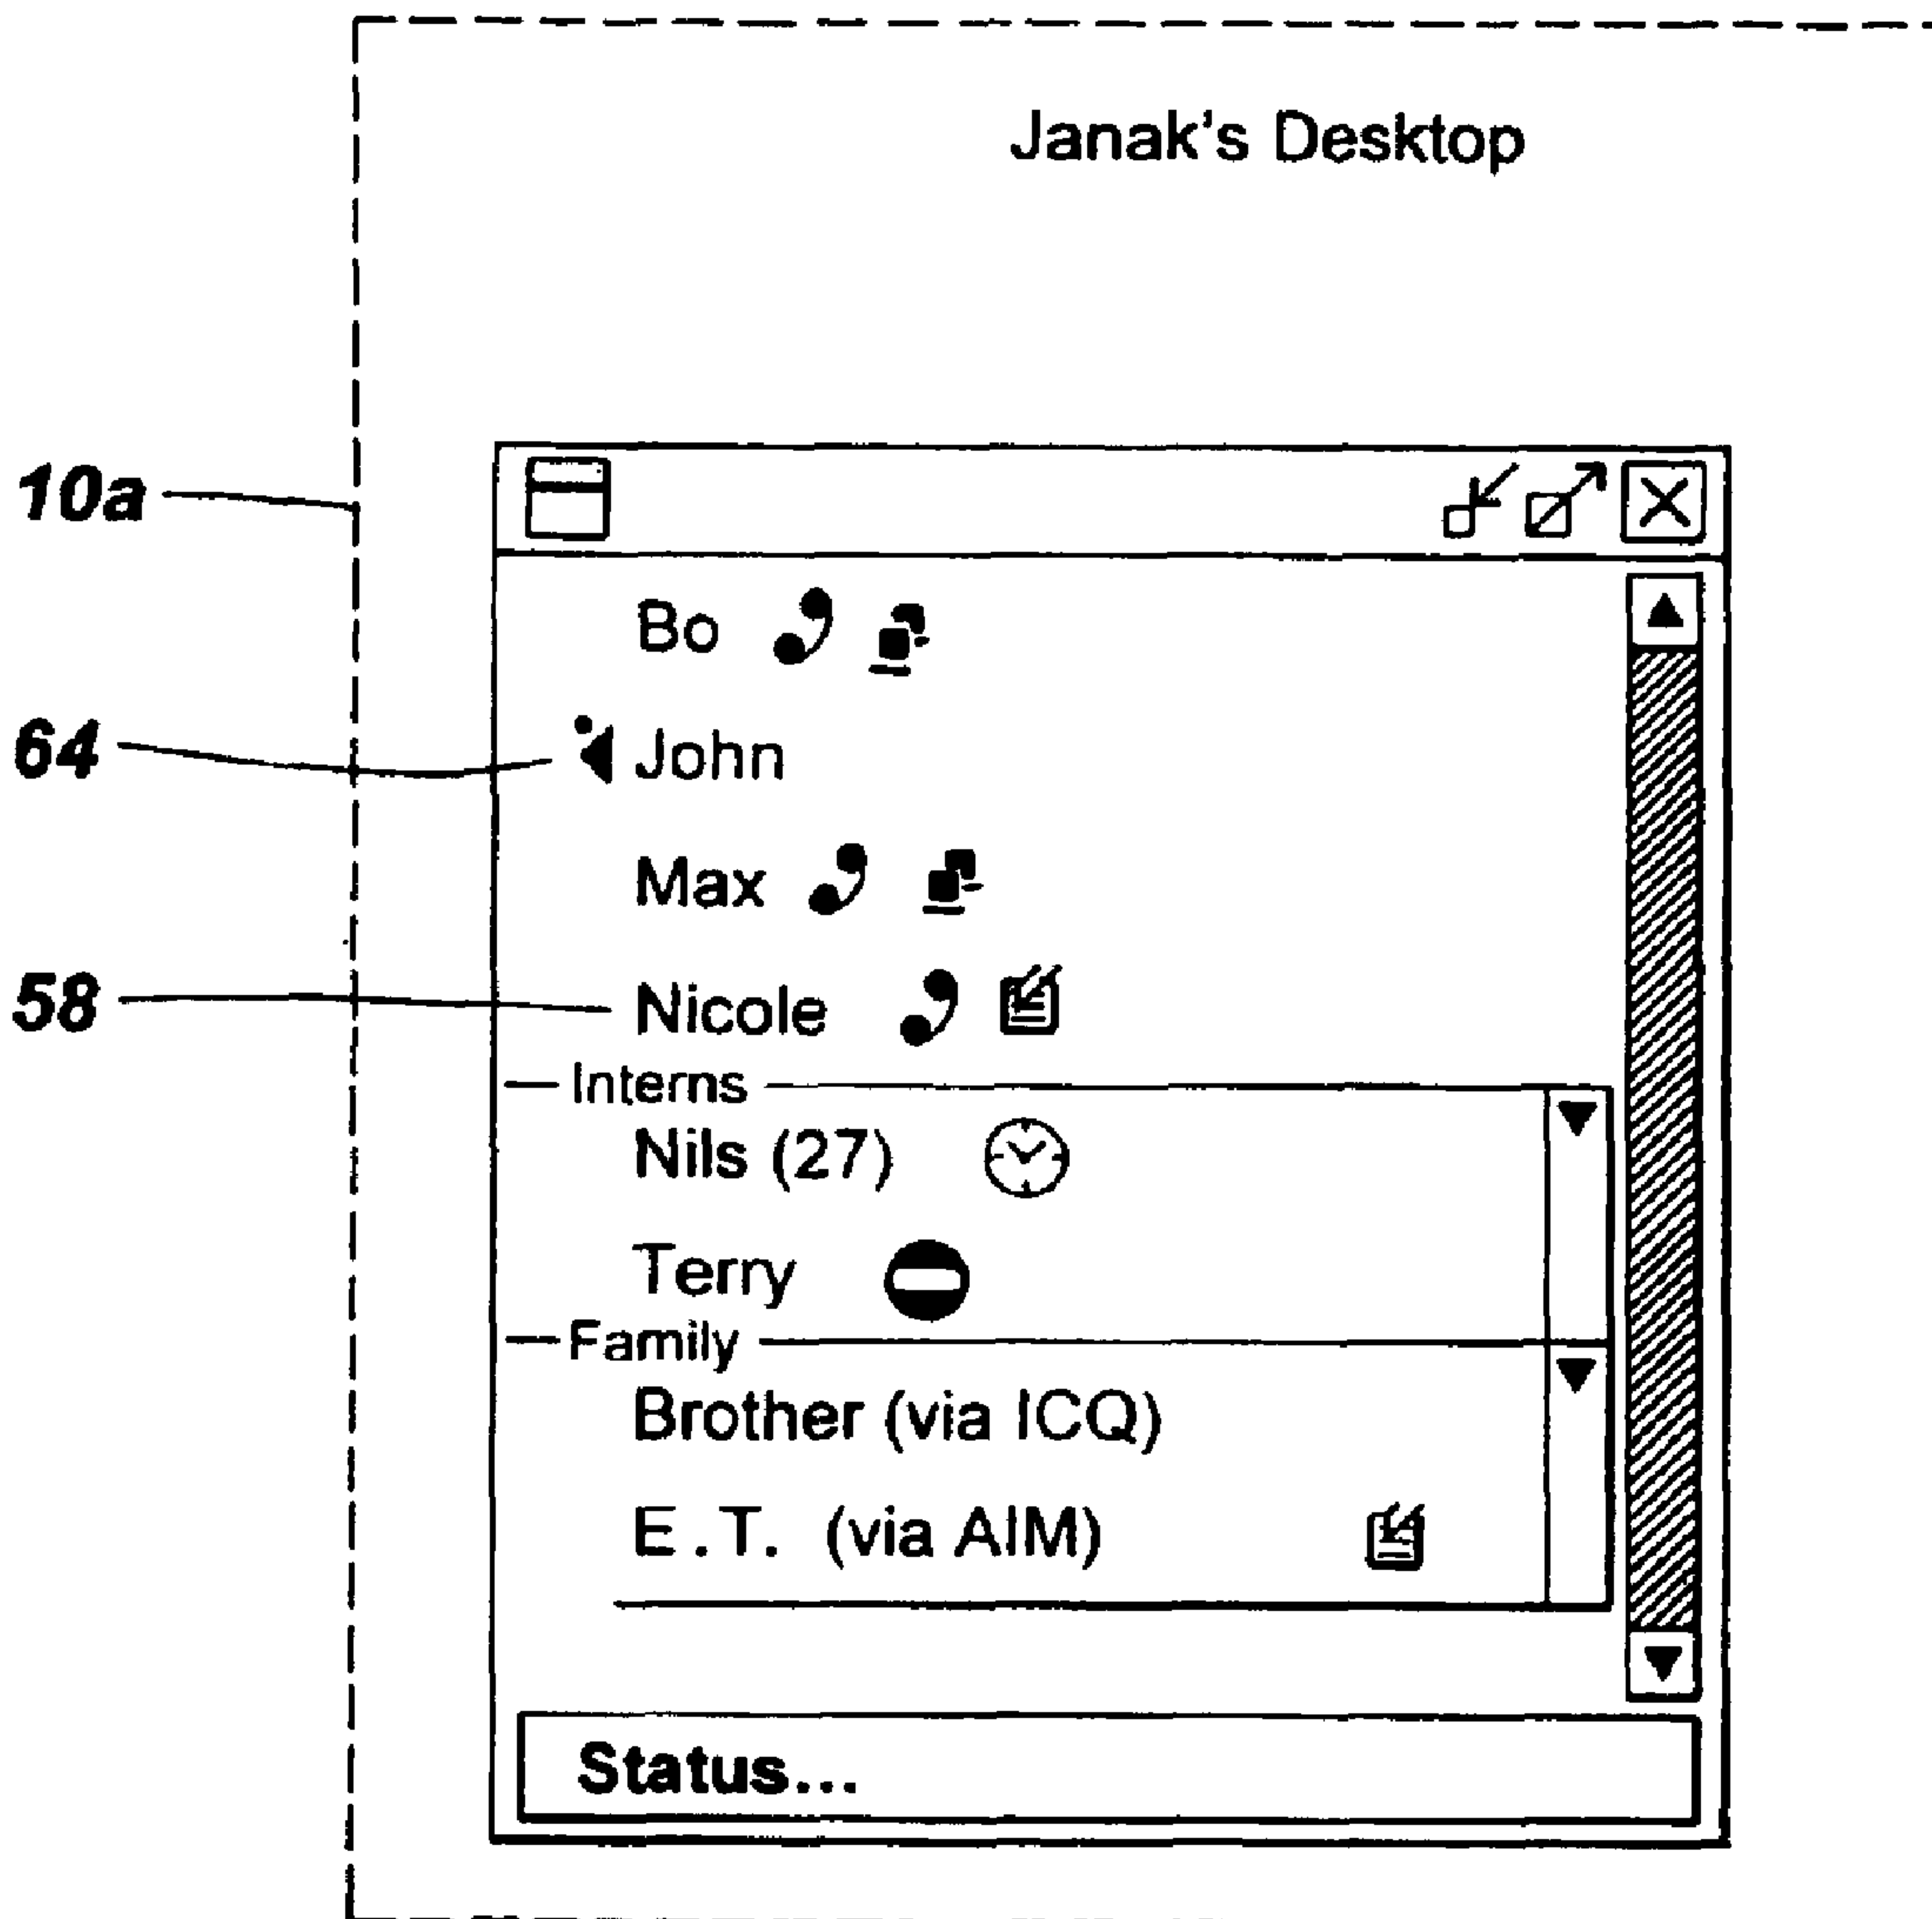 Janak's Desktop
10a
Bo
64 John
Max
58 Nicole
Interns
Nils (27)
Terry
Family
Brother (via ICQ)
E .T. (via AIM)
Status...